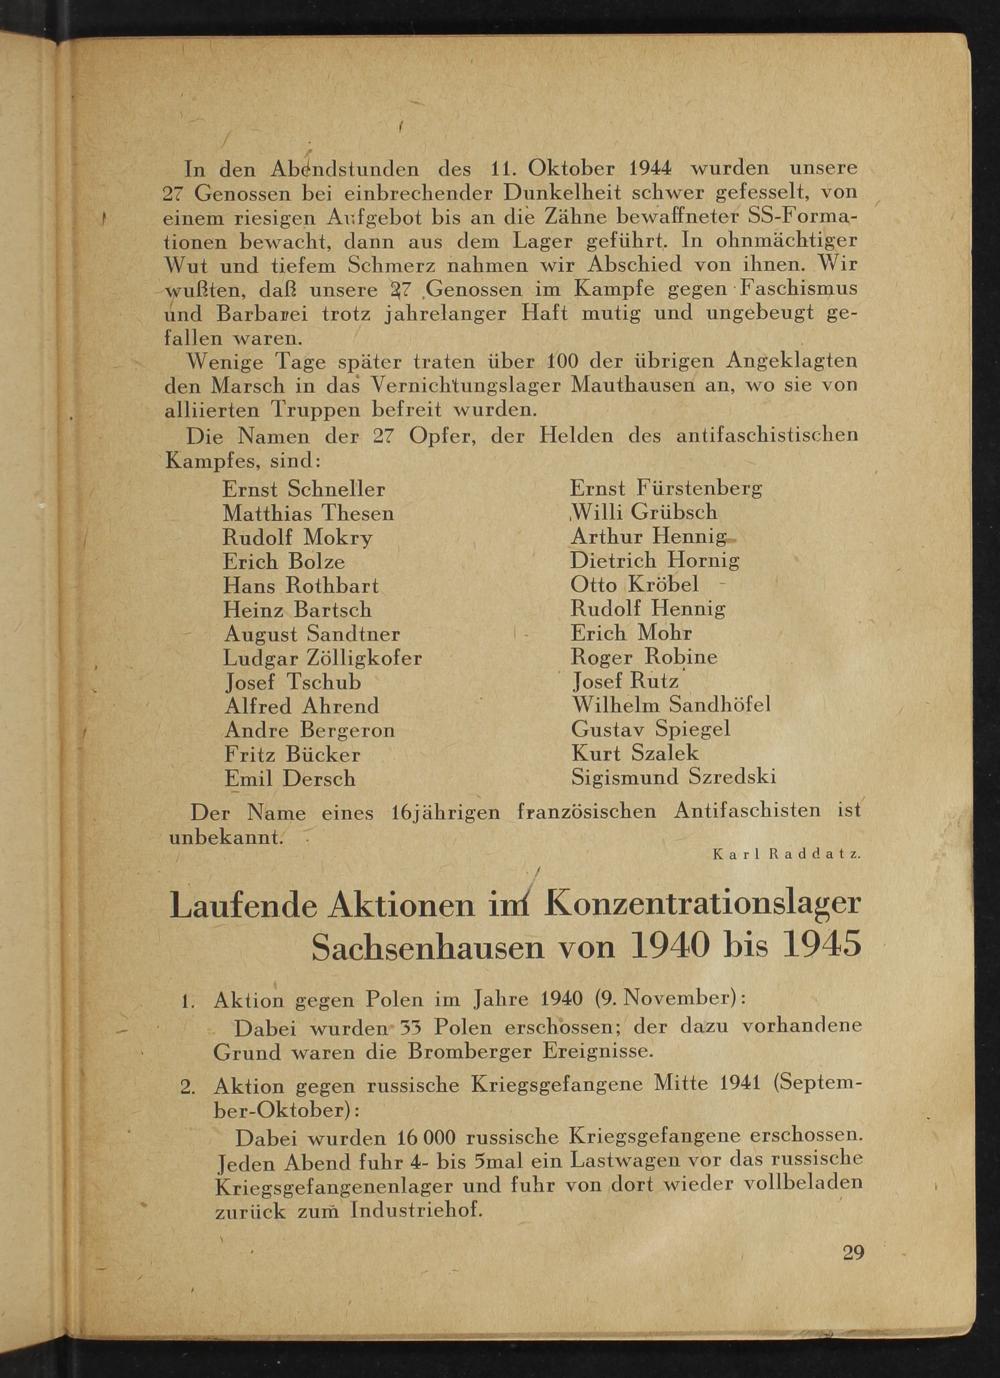 In den Abendstunden des 11. Oktober 1944 wurden unsere
27 Genossen bei einbrechender Dunkelheit schwer gefesselt, von
einem riesigen Aufgebot bis an die Zähne bewaffneter SS-Forma-
tionen bewacht, dann aus dem Lager geführt. In ohnmächtiger
Wut und tiefem Schmerz nahmen wir Abschied von ihnen. Wir
wußten, daß unsere 27 Genossen im Kampfe gegen Faschismus
und Barbarei trotz jahrelanger Haft mutig und ungebeugt ge-
fallen waren.
Wenige Tage später traten über 100 der übrigen Angeklagten
den Marsch in das Vernichtungslager Mauthausen an, wo sie von
alliierten Truppen befreit wurden.
Die Namen der 27 Opfer, der Helden des antifaschistischen
Kampfes, sind:
Ernst Schneller
Matthias Thesen
Rudolf Mokry
Erich Bolze
Hans Rothbart
Heinz Bartsch
August Sandtner
Ludgar Zölligkofer
Josef Tschub
Alfred Ahrend
Andre Bergeron
Fritz Bücker
Emil Dersch
Ernst Fürstenberg
Willi Grübsch
Arthur Hennig
Dietrich Hornig
Otto Kröbel
Rudolf Hennig
Erich Mohr
Roger Robine
Josef Rutz
Wilhelm Sandhöfel
Gustav Spiegel
Kurt Szalek
Sigismund Szredski
Der Name eines 16jährigen französischen Antifaschisten ist
unbekannt.
Karl Raddatz.
Laufende Aktionen im Konzentrationslager
Sachsenhausen von 1940 bis 1945
1. Aktion gegen Polen im Jahre 1940 (9. November):
Dabei wurden 33 Polen erschossen; der dazu vorhandene
Grund waren die Bromberger Ereignisse.
2. Aktion gegen russische Kriegsgefangene Mitte 1941 (Septem-
ber-Oktober):
Dabei wurden 16 000 russische Kriegsgefangene erschossen.
Jeden Abend fuhr 4- bis 5mal ein Lastwagen vor das russische
Kriegsgefangenenlager und fuhr von dort wieder vollbeladen
zurück zum Industriehof.
29